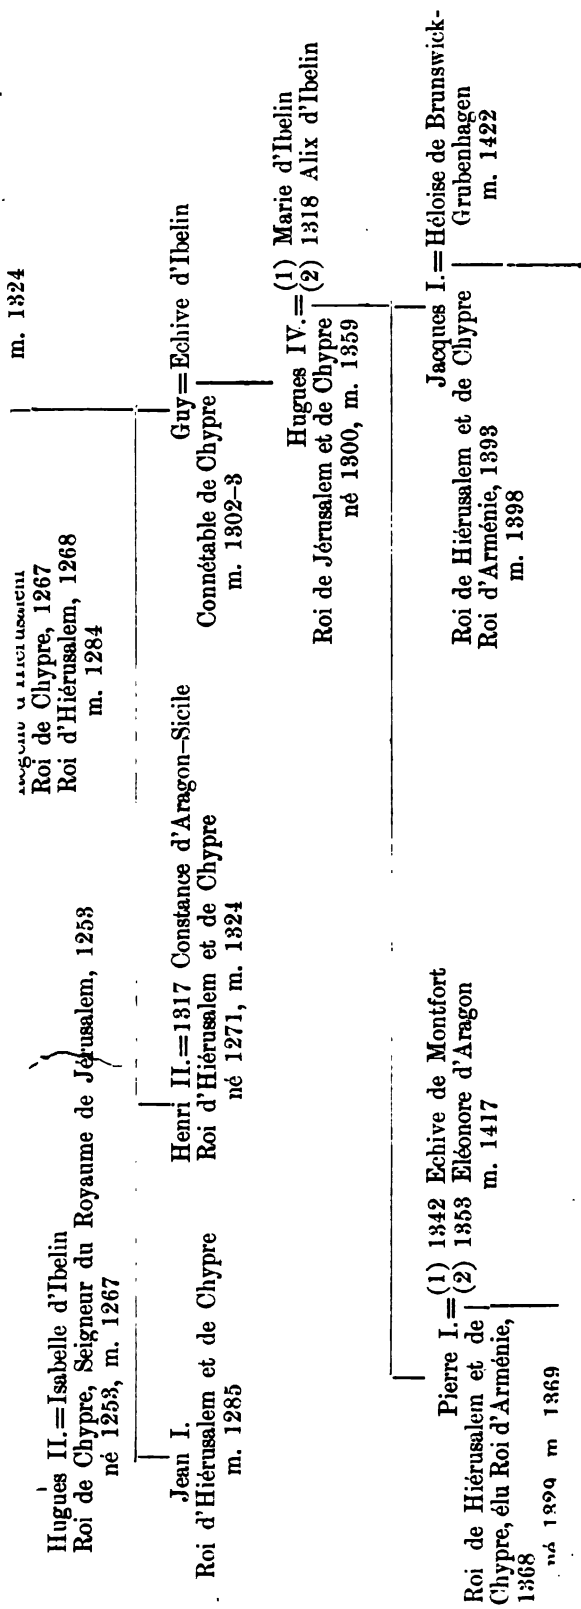 m. 1324
d'Hiérusalem
Roi de Chypre, 1267
Roi d'Hiérusalem, 1268
m. 1284
Hugues II.=Isabelle d'Ibelin
Roi de Chypre, Seigneur du Royaume de Jérusalem, 1253
né 1253, m. 1267
Jean I.
Roi d'Hiérusalem et de Chypre
m. 1285
Henri II.=1317 Constance d'Aragon-Sicile
Roi d'Hiérusalem et de Chypre
né 1271, m. 1324
Guy=Echive d'Ibelin
Connétable de Chypre
m. 1302-3
Hugues IV.=(1) Marie d'Ibelin
(2) 1318 Alix d'Ibelin
Roi de Jérusalem et de Chypre
né 1300, m. 1359
Pierre I.=(1) 1342 Echive de Montfort
(2) 1353 Eléonore d'Aragon
m. 1417
Roi de Hiérusalem et de
Chypre, élu Roi d'Arménie,
1368
né 1329 m 1369
Jacques I.=Héloise de Brunswick-
Grubenhagen
m. 1422
Roi de Hiérusalem et de Chypre
Roi d'Arménie, 1393
m. 1398